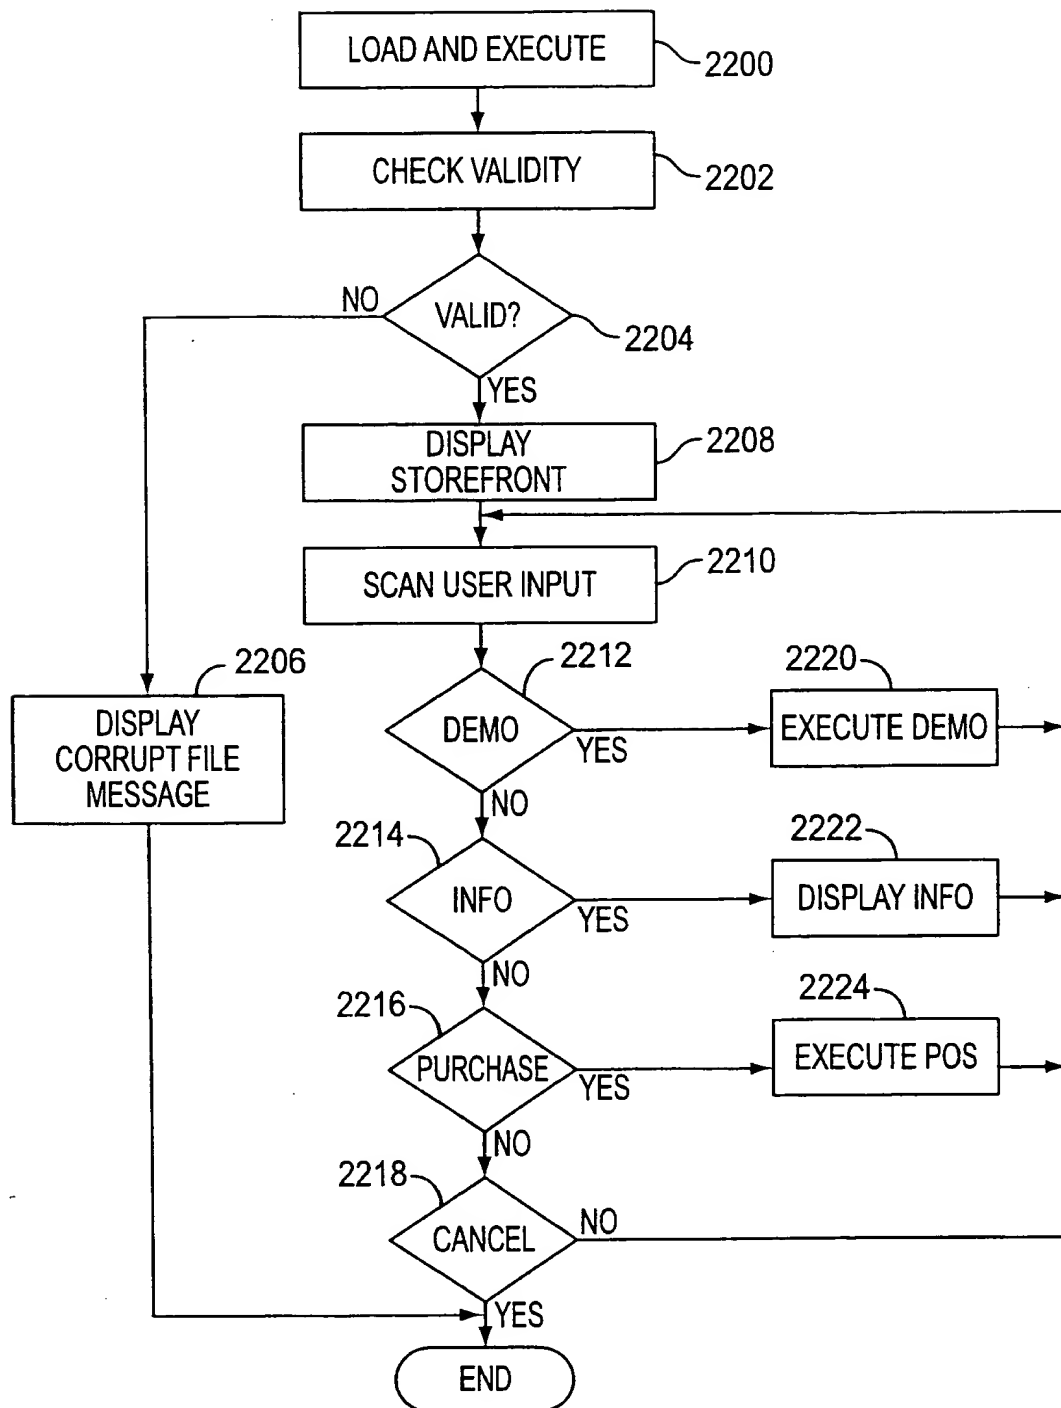 LOAD AND EXECUTE
2200
CHECK VALIDITY
2202
NO
VALID?
2204
YES
DISPLAY
STOREFRONT
2208
SCAN USER INPUT
2210
2206
DISPLAY
CORRUPT FILE
MESSAGE
2212
DEMO
YES
2220
EXECUTE DEMO
NO
2214
INFO
YES
2222
DISPLAY INFO
NO
2216
PURCHASE
YES
2224
EXECUTE POS
NO
2218
CANCEL
NO
YES
END